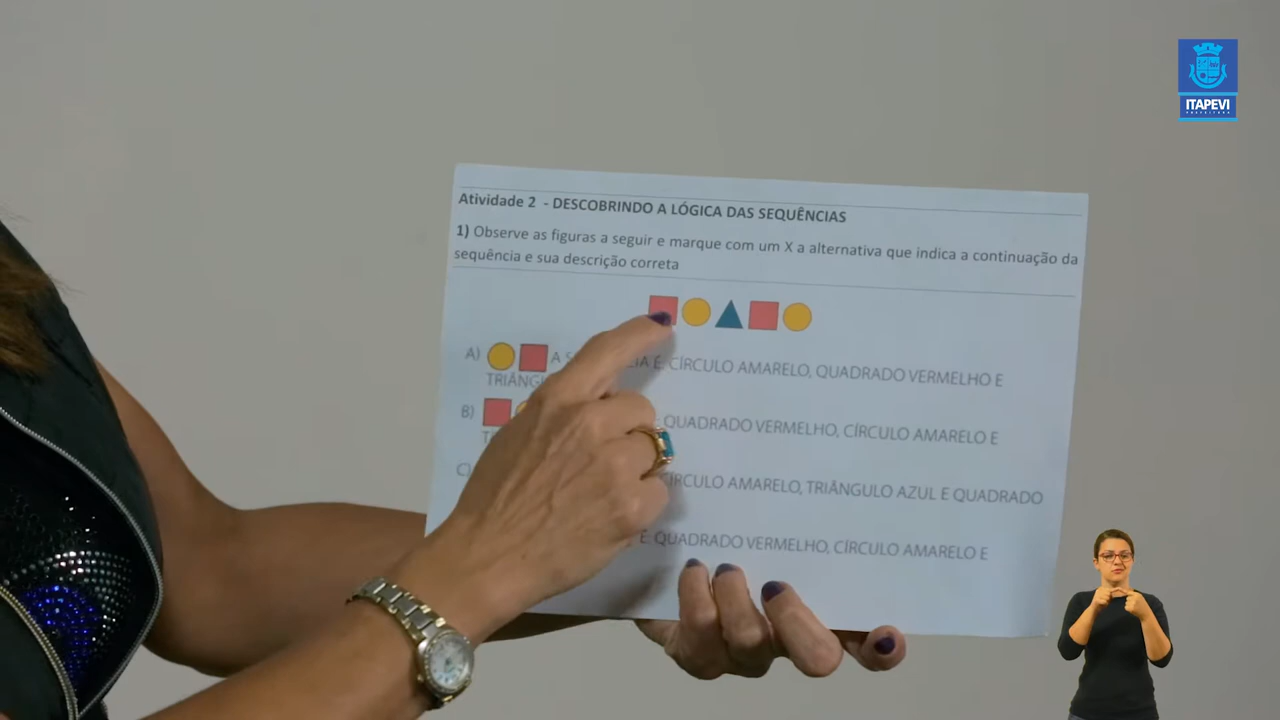 ITAPEVI
PREFEITURA
Atividade 2 - DESCOBRINDO A LÓGICA DAS SEQUÊNCIAS
1) Observe as figuras a seguir e marque com um X a alternativa que indica a continuação da
sequência e sua descrição correta
A) A É: CÍRCULO AMARELO, QUADRADO VERMELHO E
B) QUADRADO VERMELHO, CÍRCULO AMARELO E
C) CÍRCULO AMARELO, TRIÂNGULO AZUL E QUADRADO
É: QUADRADO VERMELHO, CÍRCULO AMARELO E